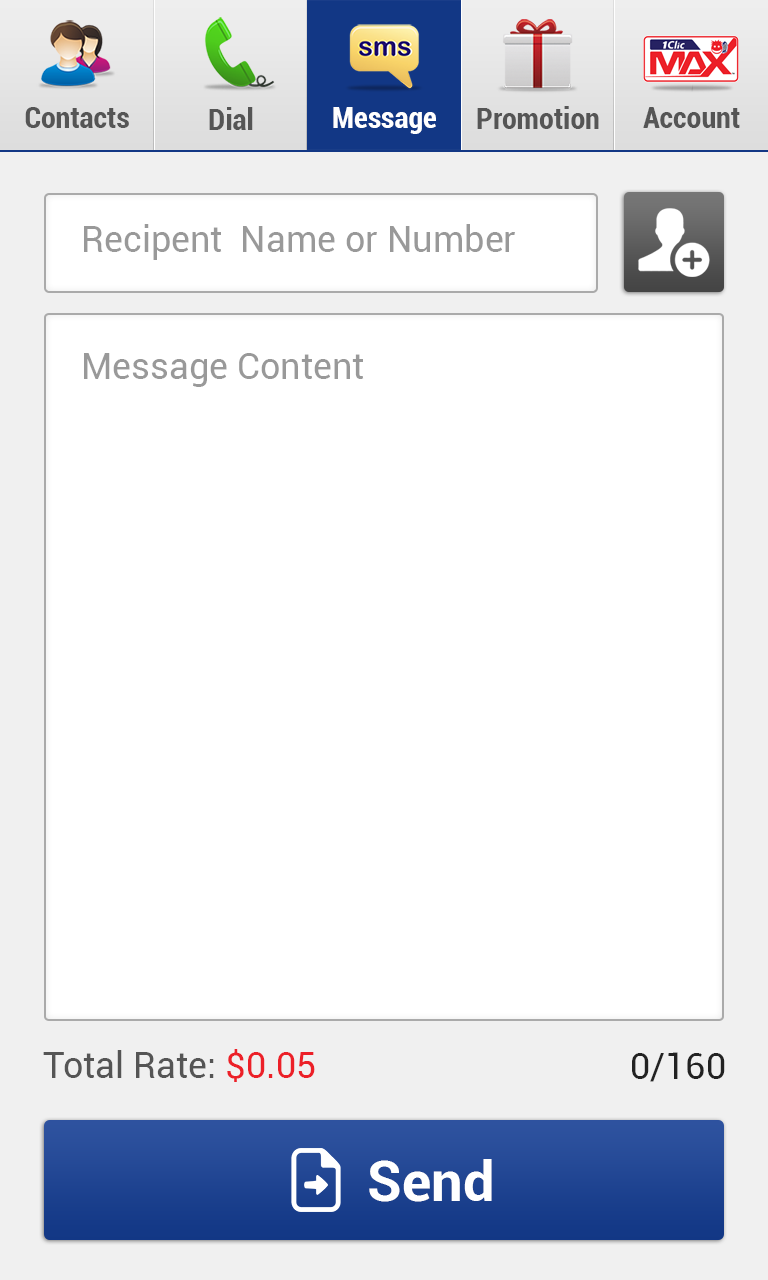 sms
1Clic
MAX
Contacts Dial Message Promotion Account
Recipent Name or Number
Message Content
Total Rate: $0.05 0/160
Send